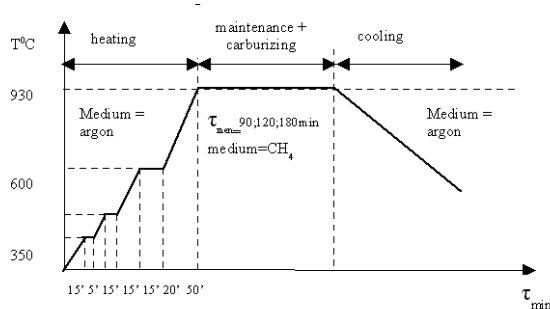 T⁰C
heating
maintenance +
carburizing
cooling
930
Medium =
argon
τmen=90;120;180min
medium=CH₄
Medium =
argon
600
350
15' 5' 15' 15' 15' 20' 50'
τmin